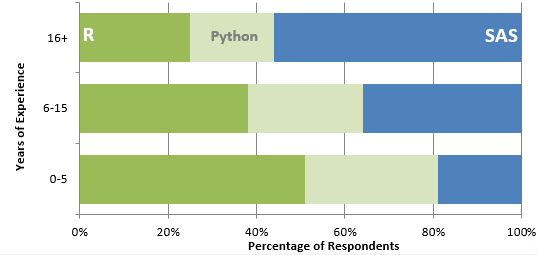 Years of Experience
16+
R
Python
SAS
6-15
0-5
0% 20% 40% 60% 80% 100%
Percentage of Respondents